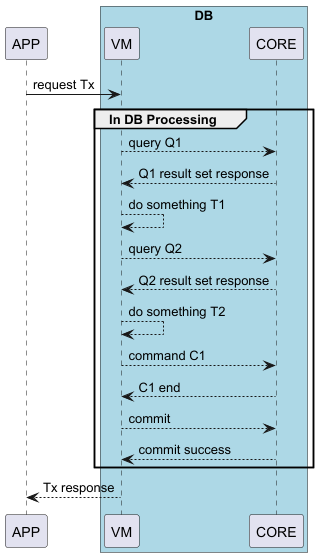 DB
APP
VM
CORE
request Tx
In DB Processing
query Q1
Q1 result set response
do something T1
query Q2
Q2 result set response
do something T2
command C1
C1 end
commit
commit success
Tx response
APP
VM
CORE